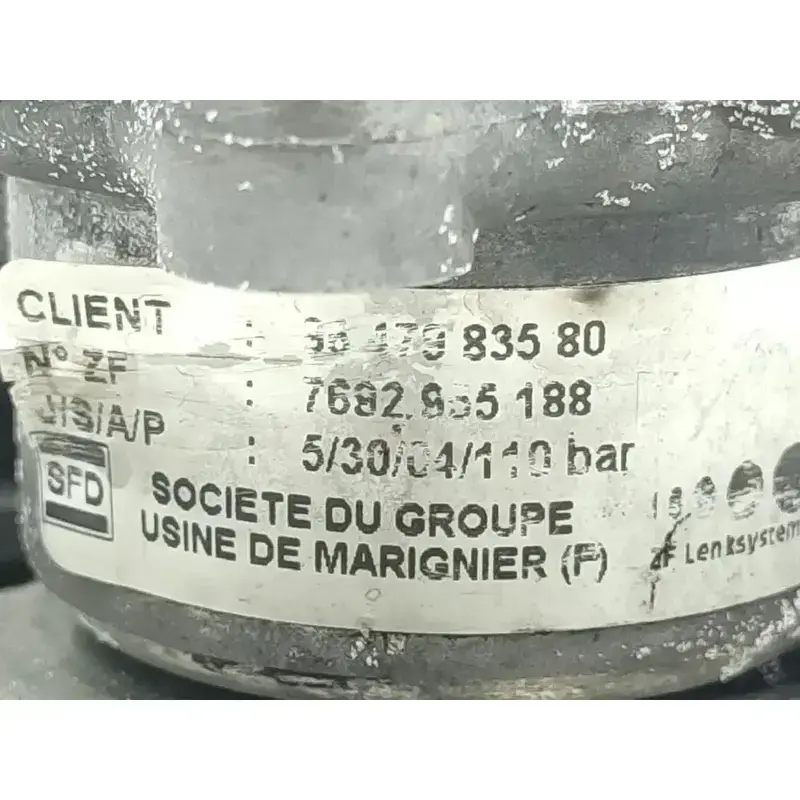 CLIENT : 835 80
N° ZF : 188
J/S/A/P : 5/30/04/110 bar
SFD
SOCIETE DU GROUPE
USINE DE MARIGNIER (F)
ZF Lenksystem